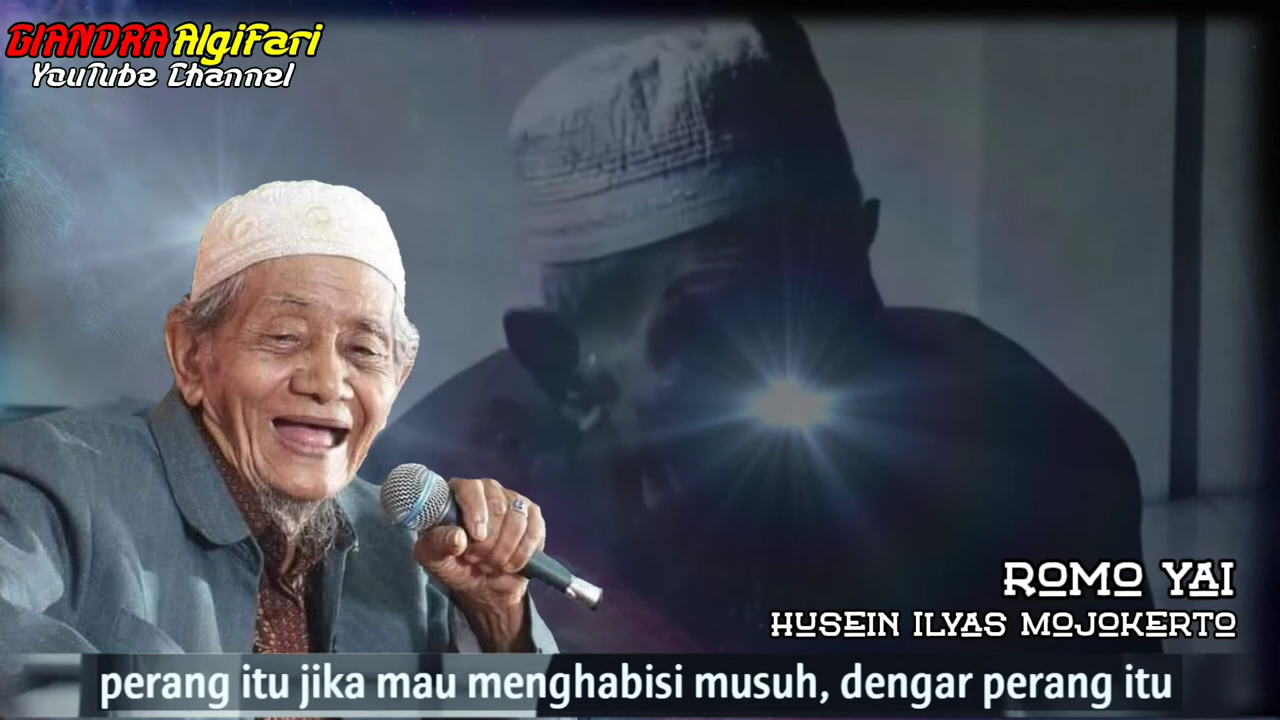 GIANDRA AlgiFari
YouTube Channel
ROMO YAI
HUSEIN ILYAS MOJOKERTO
perang itu jika mau menghabisi musuh, dengar perang itu